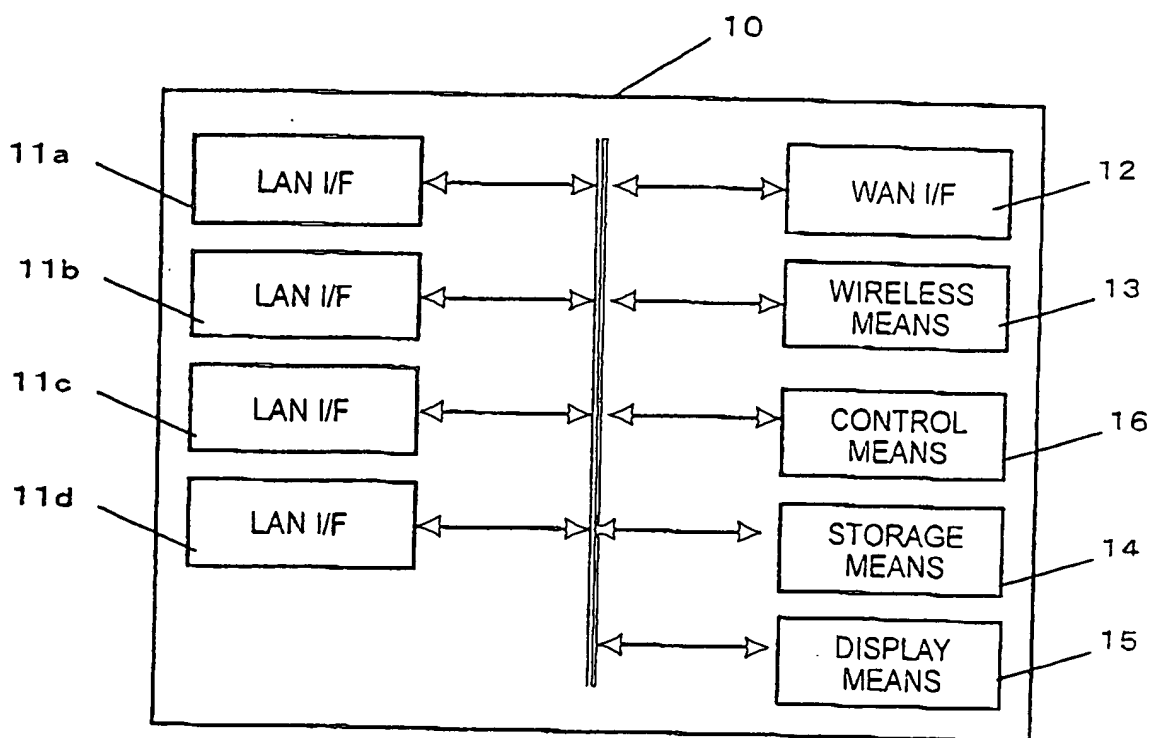 10
11a
LAN I/F
11b
LAN I/F
11c
LAN I/F
11d
LAN I/F
WAN I/F
12
WIRELESS
MEANS
13
CONTROL
MEANS
16
STORAGE
MEANS
14
DISPLAY
MEANS
15